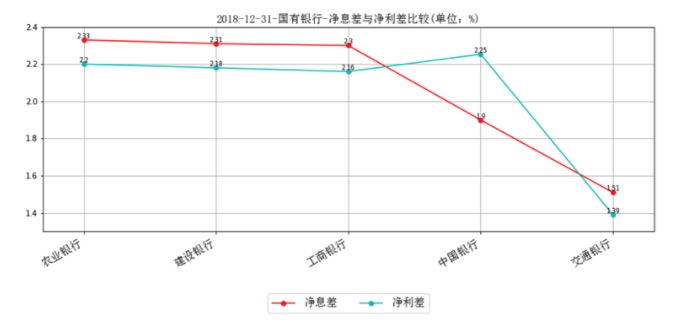 2018-12-31-国有银行-净息差与净利差比较(单位: %)
2.4
2.2
2.0
1.8
1.6
1.4
2.33
2.31
2.3
1.9
1.51
2.2
2.18
2.16
2.25
1.39
农业银行
建设银行
工商银行
中国银行
交通银行
净息差
净利差